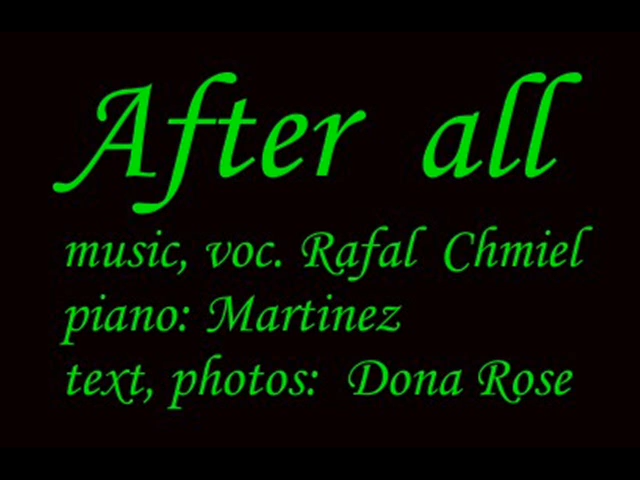 After all
music, voc. Rafal Chmiel
piano: Martinez
text, photos: Dona Rose